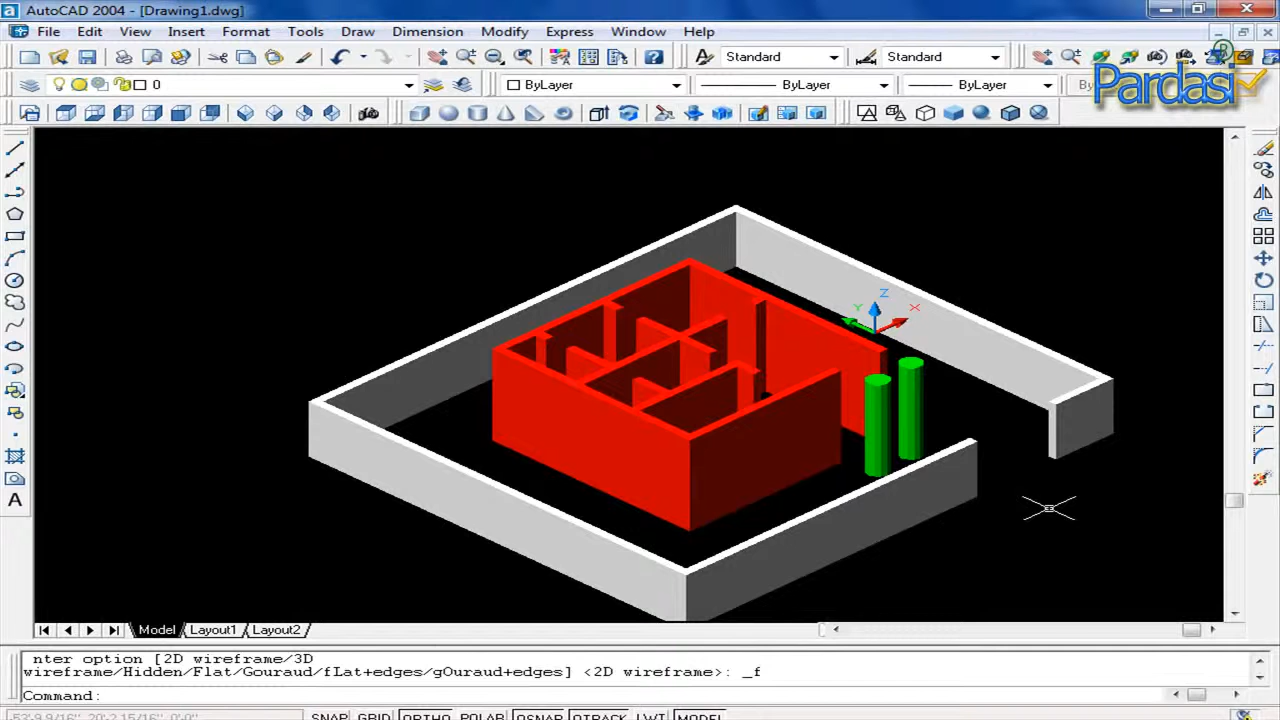 AutoCAD 2004 - [Drawing1.dwg]
File Edit View Insert Format Tools Draw Dimension Modify Express Window Help
Standard Standard
0 ByLayer ByLayer ByLayer By
Pardasi
®
Z
Y X
Model Layout1 Layout2
nter option [2D wireframe/3D
wireframe/Hidden/Flat/Gouraud/fLat+edges/gOuraud+edges] <2D wireframe>: _f
Command:
SNAP GRID ORTHO POLAR OSNAP OTRACK LWT MODEL
A